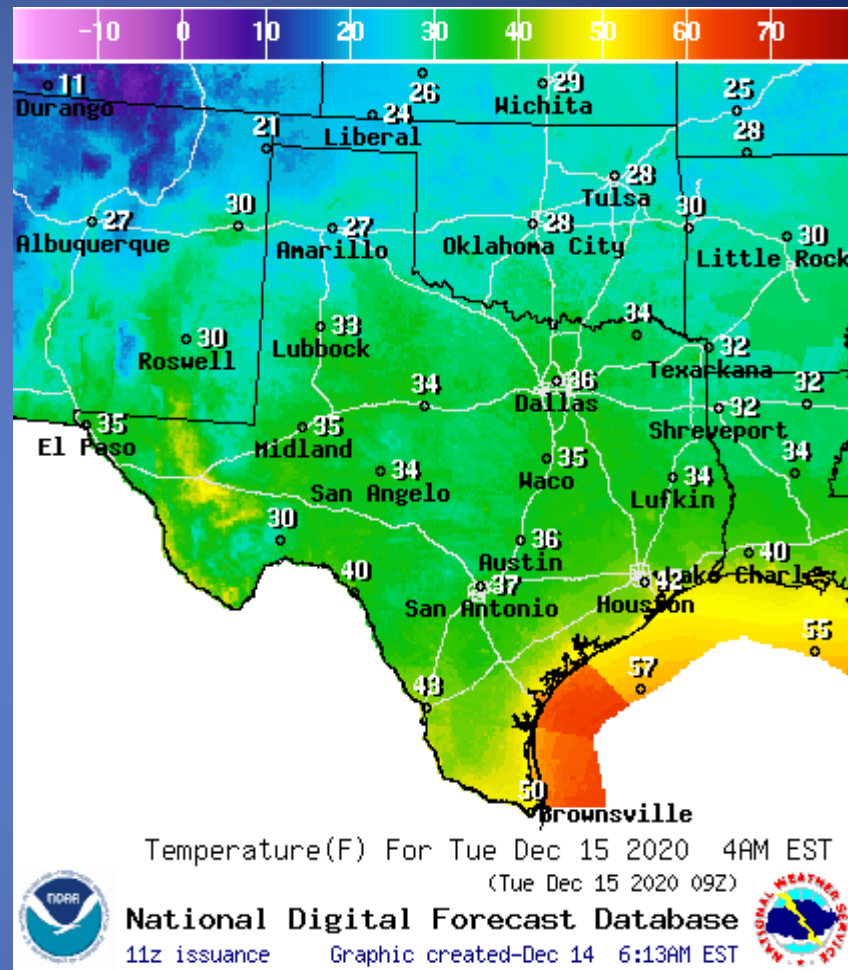 -10 0 10 20 30 40 50 60 70
11
Durango
26
29
Wichita
25
24
Liberal
21
28
28
Tulsa
27
Albuquerque
30
27
Amarillo
28
Oklahoma City
30
30
Little Rock
30
Roswell
33
Lubbock
34
32
Texarkana
36
Dallas
34
32
Shreveport
32
35
El Paso
35
Midland
34
San Angelo
35
Waco
34
Lufkin
34
30
36
Austin
40
40
37
San Antonio
42
Houston
Lake Charles
55
57
43
50
Brownsville
Temperature(F) For Tue Dec 15 2020 4AM EST
(Tue Dec 15 2020 09Z)
NOAA
National Digital Forecast Database
NATIONAL WEATHER SERVICE
11z issuance Graphic created-Dec 14 6:13AM EST